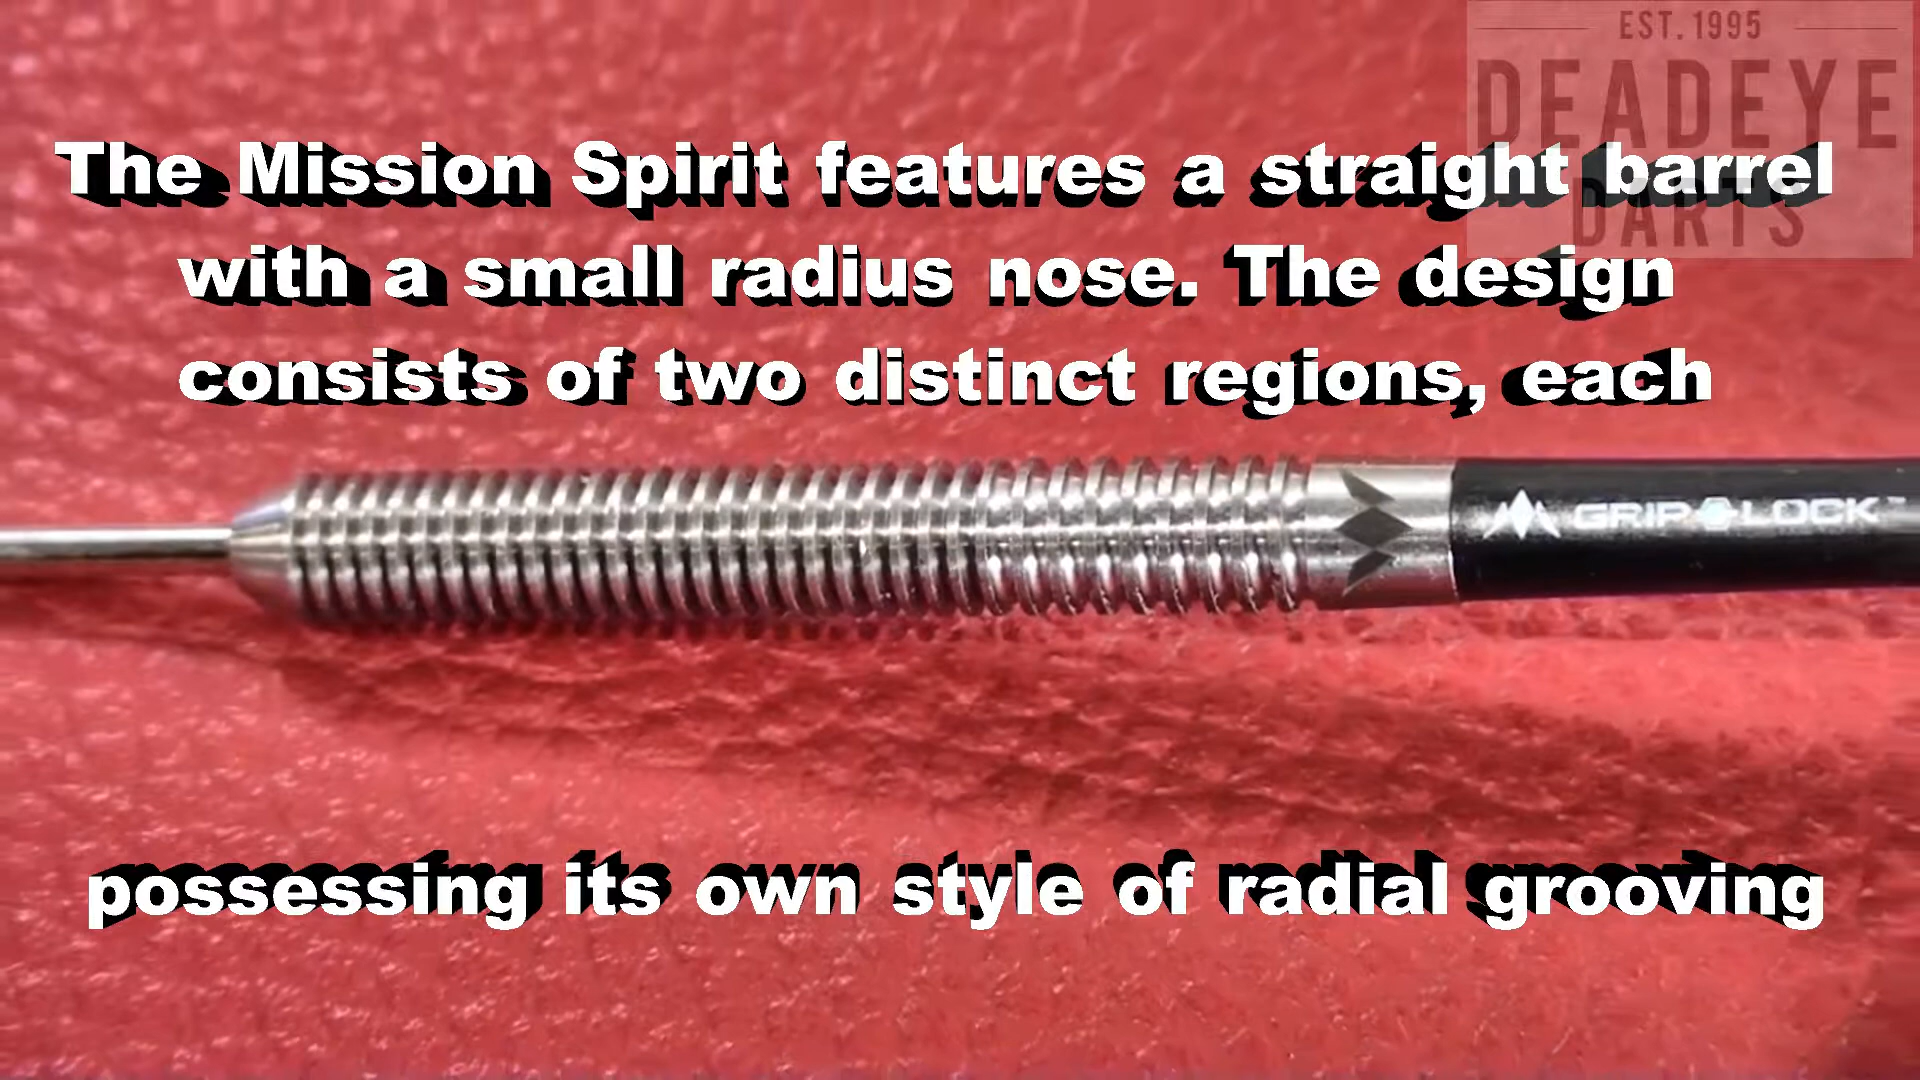 EST. 1995
DEADEYE
DARTS
The Mission Spirit features a straight barrel
with a small radius nose. The design
consists of two distinct regions, each
GRIP LOCK™
possessing its own style of radial grooving